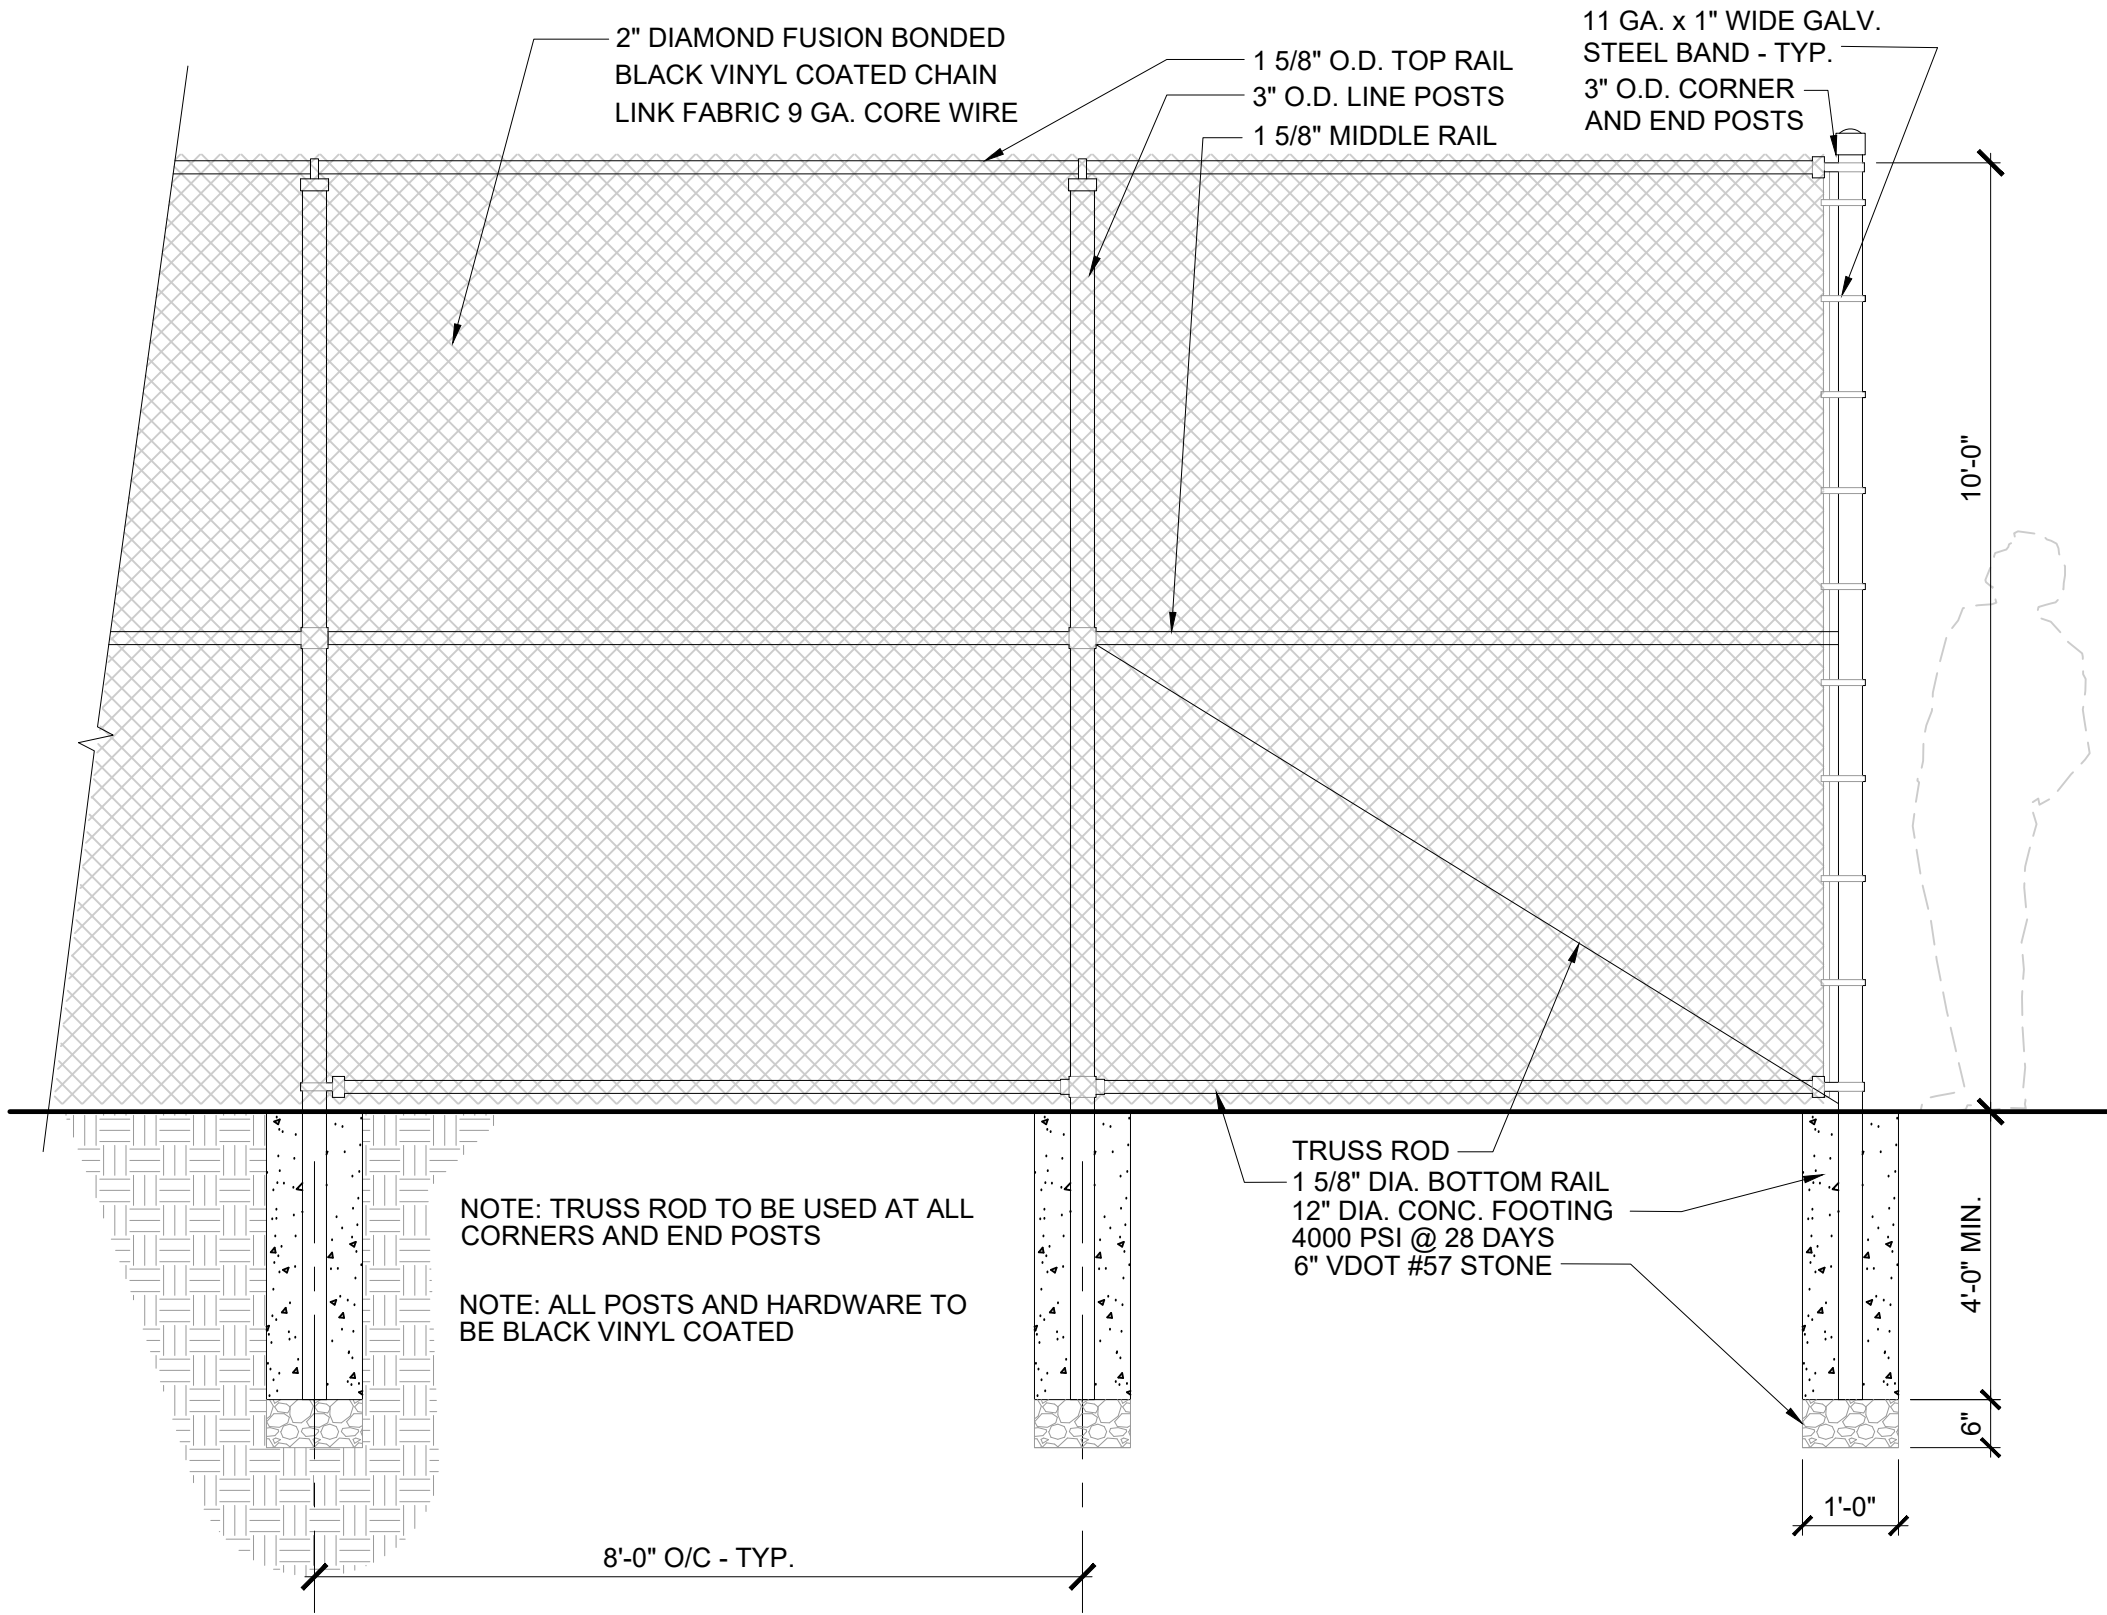 2" DIAMOND FUSION BONDED
BLACK VINYL COATED CHAIN
LINK FABRIC 9 GA. CORE WIRE
1 5/8" O.D. TOP RAIL
3" O.D. LINE POSTS
1 5/8" MIDDLE RAIL
11 GA. x 1" WIDE GALV.
STEEL BAND - TYP.
3" O.D. CORNER
AND END POSTS
10'-0"
TRUSS ROD
1 5/8" DIA. BOTTOM RAIL
12" DIA. CONC. FOOTING
4000 PSI @ 28 DAYS
6" VDOT #57 STONE
NOTE: TRUSS ROD TO BE USED AT ALL
CORNERS AND END POSTS
NOTE: ALL POSTS AND HARDWARE TO
BE BLACK VINYL COATED
4'-0" MIN.
6"
1'-0"
8'-0" O/C - TYP.